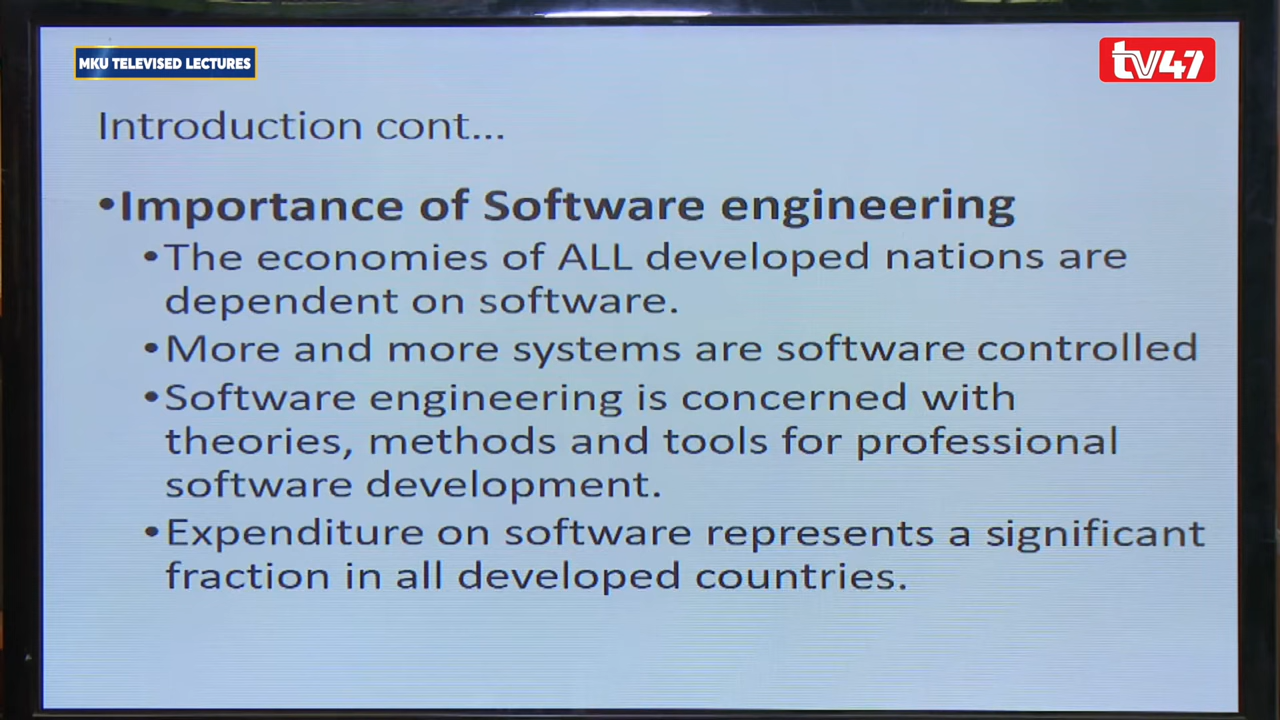 MKU TELEVISED LECTURES
tv47
Introduction cont...
•Importance of Software engineering
•The economies of ALL developed nations are
dependent on software.
•More and more systems are software controlled
•Software engineering is concerned with
theories, methods and tools for professional
software development.
•Expenditure on software represents a significant
fraction in all developed countries.